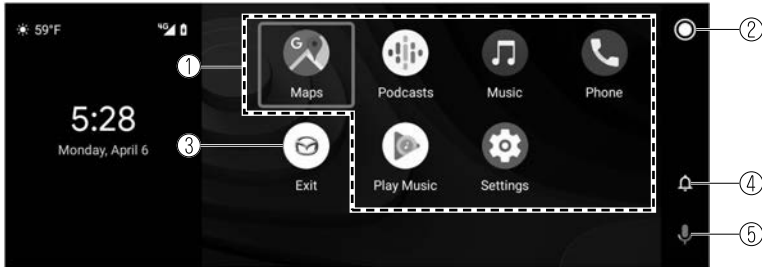 59°F
4G
5:28
Monday, April 6
G
Maps
Podcasts
Music
Phone
Exit
Play Music
Settings
①
②
③
④
⑤